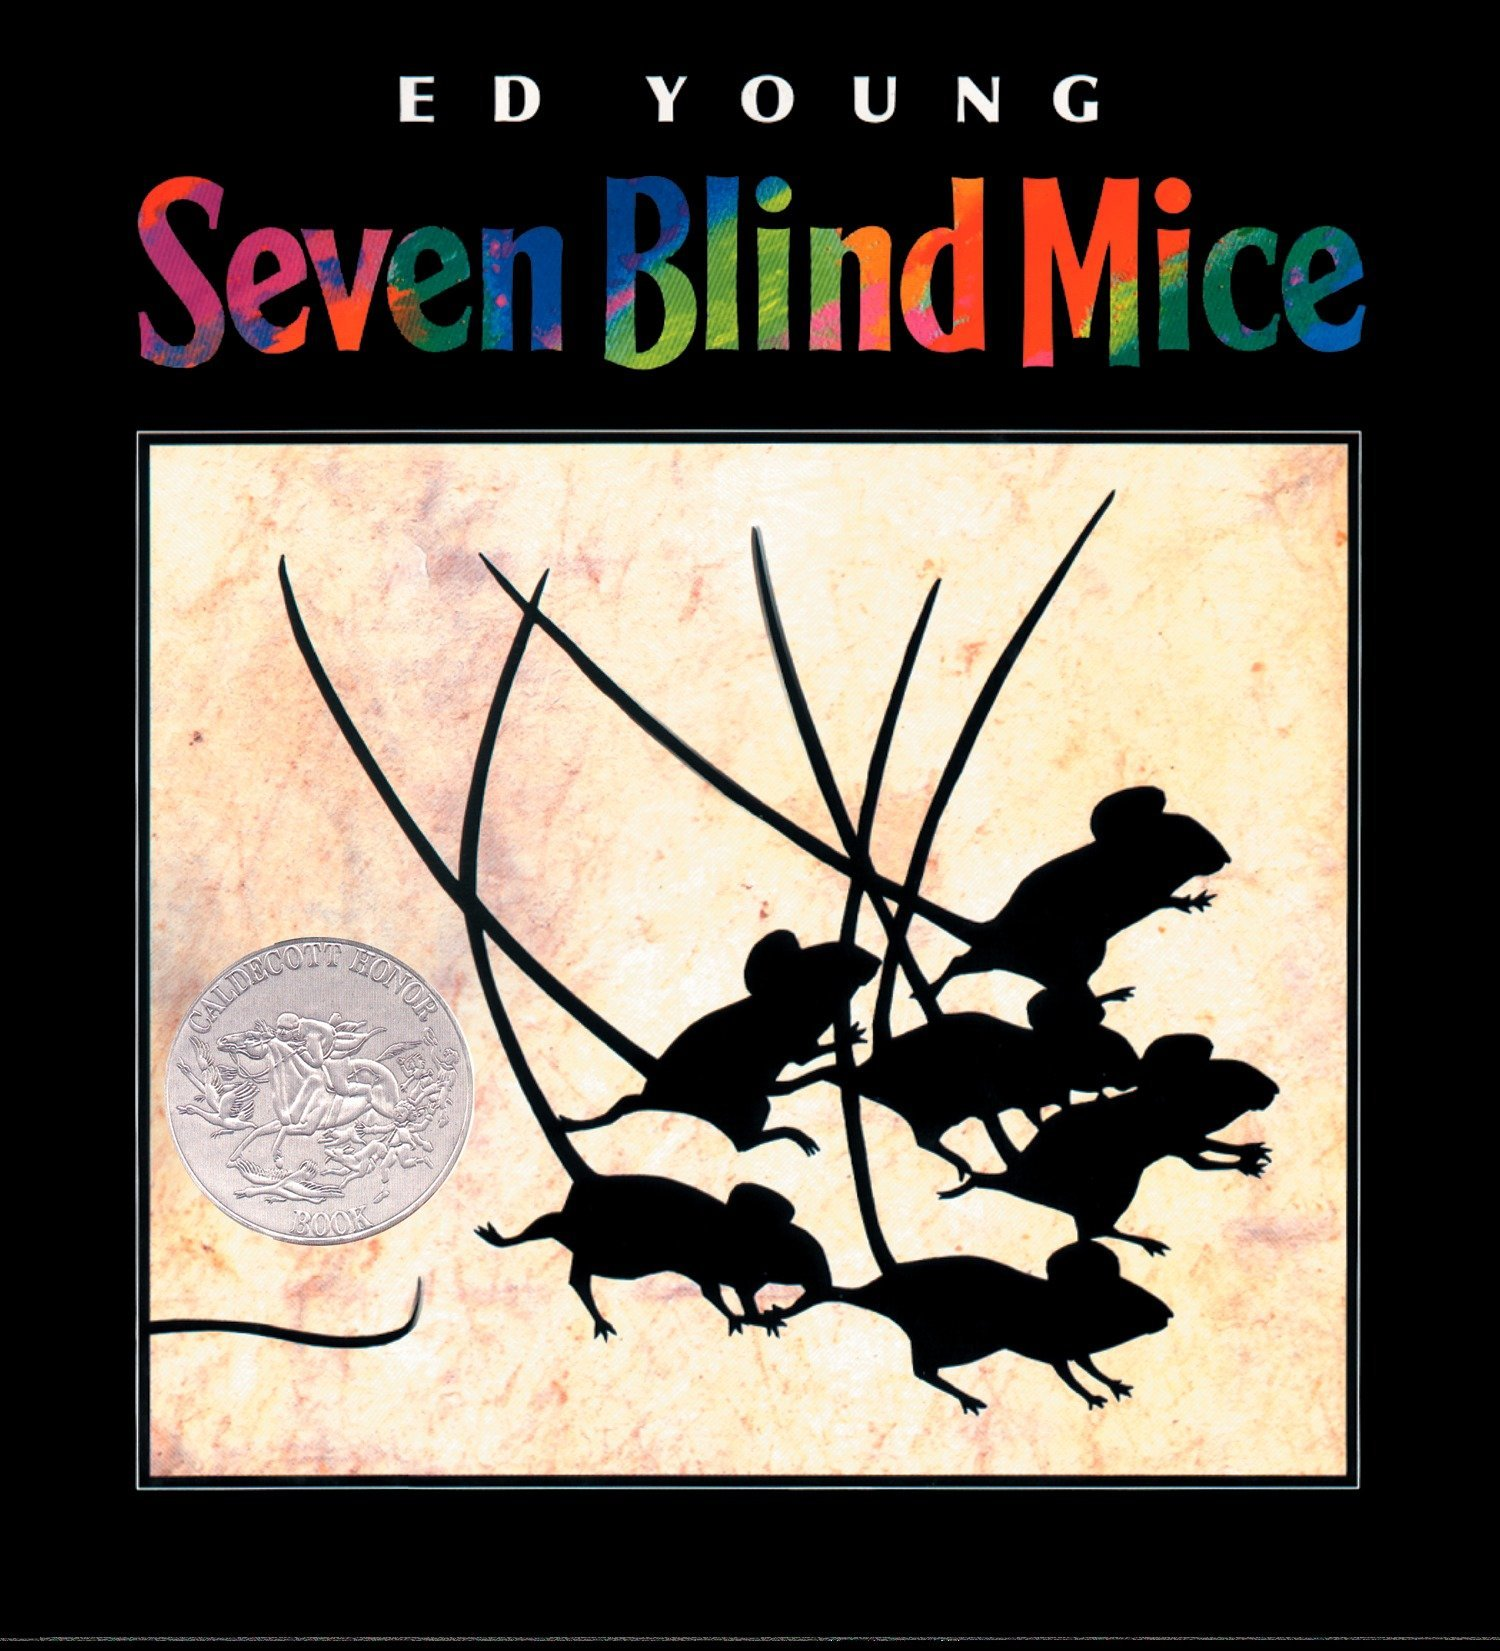 ED YOUNG
Seven Blind Mice
CALDECOTT HONOR
BOOK